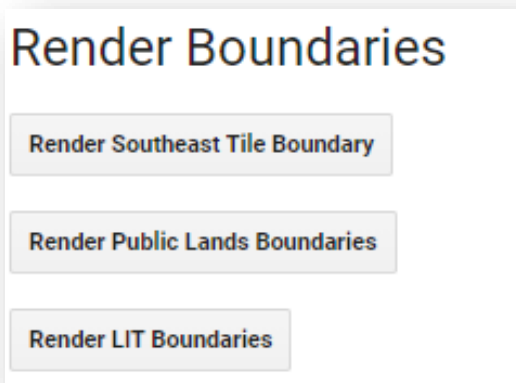 Render Boundaries
Render Southeast Tile Boundary
Render Public Lands Boundaries
Render LIT Boundaries